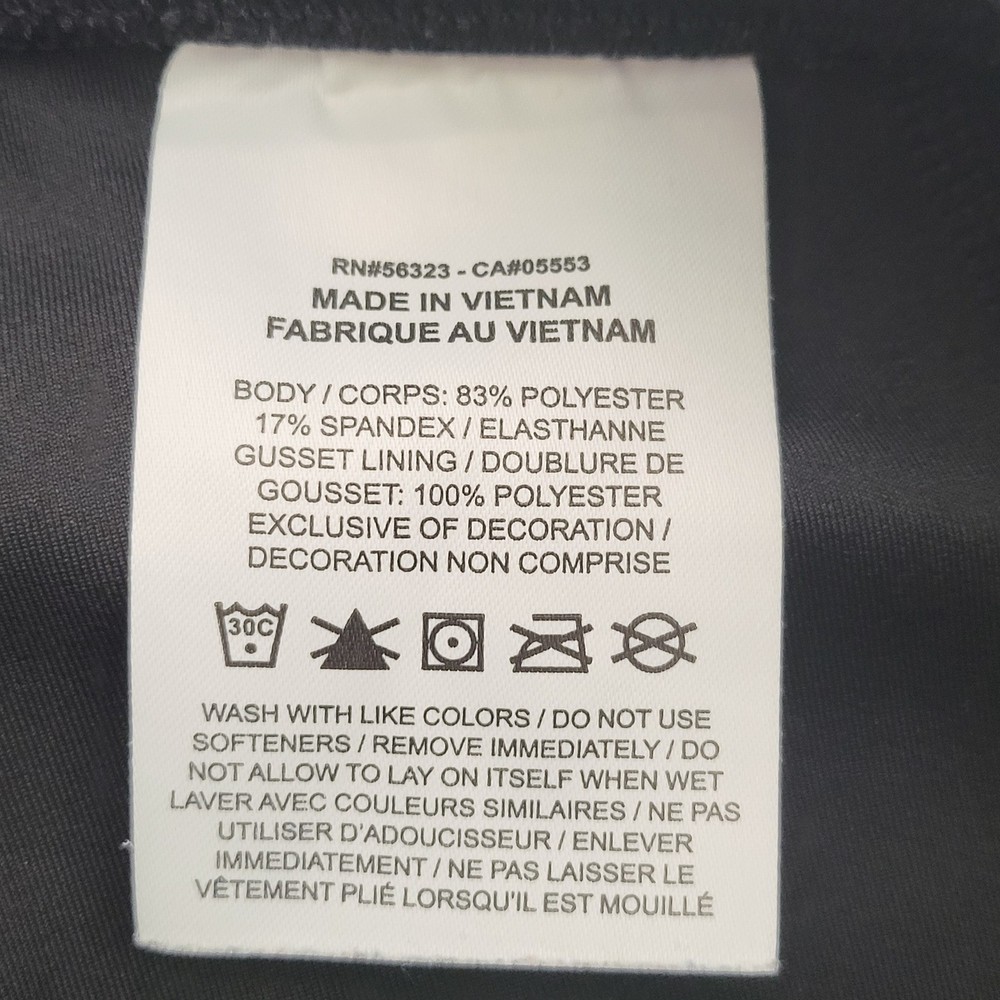 RN#56323 - CA#05553
MADE IN VIETNAM
FABRIQUE AU VIETNAM
BODY / CORPS: 83% POLYESTER
17% SPANDEX / ELASTHANNE
GUSSET LINING / DOUBLURE DE
GOUSSET: 100% POLYESTER
EXCLUSIVE OF DECORATION /
DECORATION NON COMPRISE
30C
WASH WITH LIKE COLORS / DO NOT USE
SOFTENERS / REMOVE IMMEDIATELY / DO
NOT ALLOW TO LAY ON ITSELF WHEN WET
LAVER AVEC COULEURS SIMILAIRES / NE PAS
UTILISER D'ADOUCISSEUR / ENLEVER
IMMEDIATEMENT / NE PAS LAISSER LE
VÊTEMENT PLIÉ LORSQU'IL EST MOUILLÉ